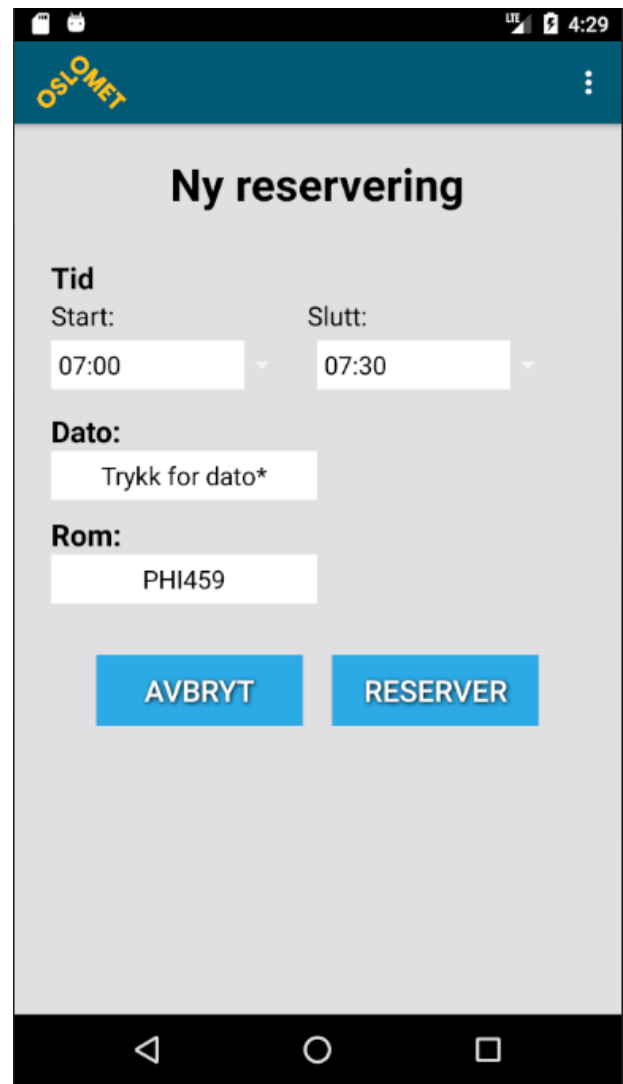 LTE 4:29
OSLOMET
Ny reservering
Tid
Start: Slutt:
07:00 07:30
Dato:
Trykk for dato*
Rom:
PHI459
AVBRYT RESERVER